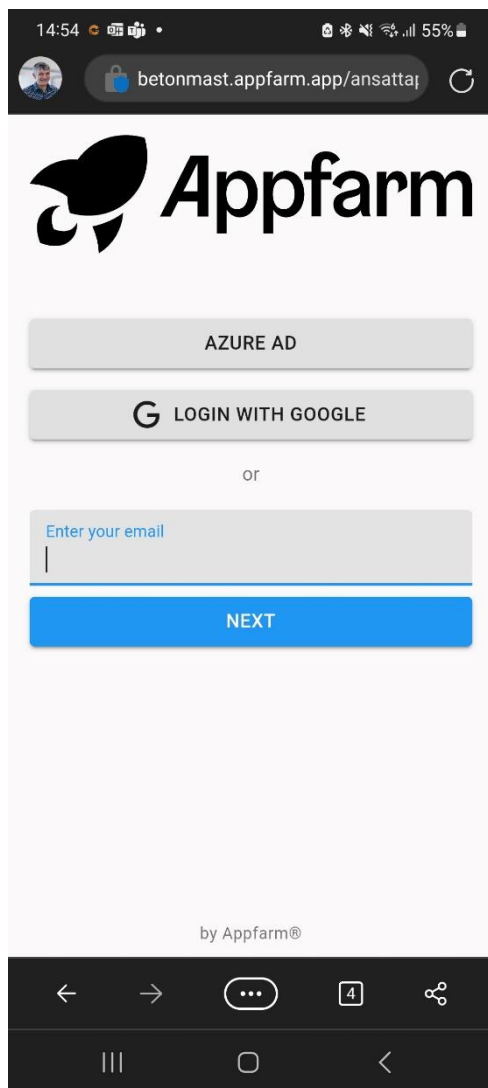 14:54
55%
betonmast.appfarm.app/ansattap
Appfarm
AZURE AD
G LOGIN WITH GOOGLE
or
Enter your email
NEXT
by Appfarm®
4